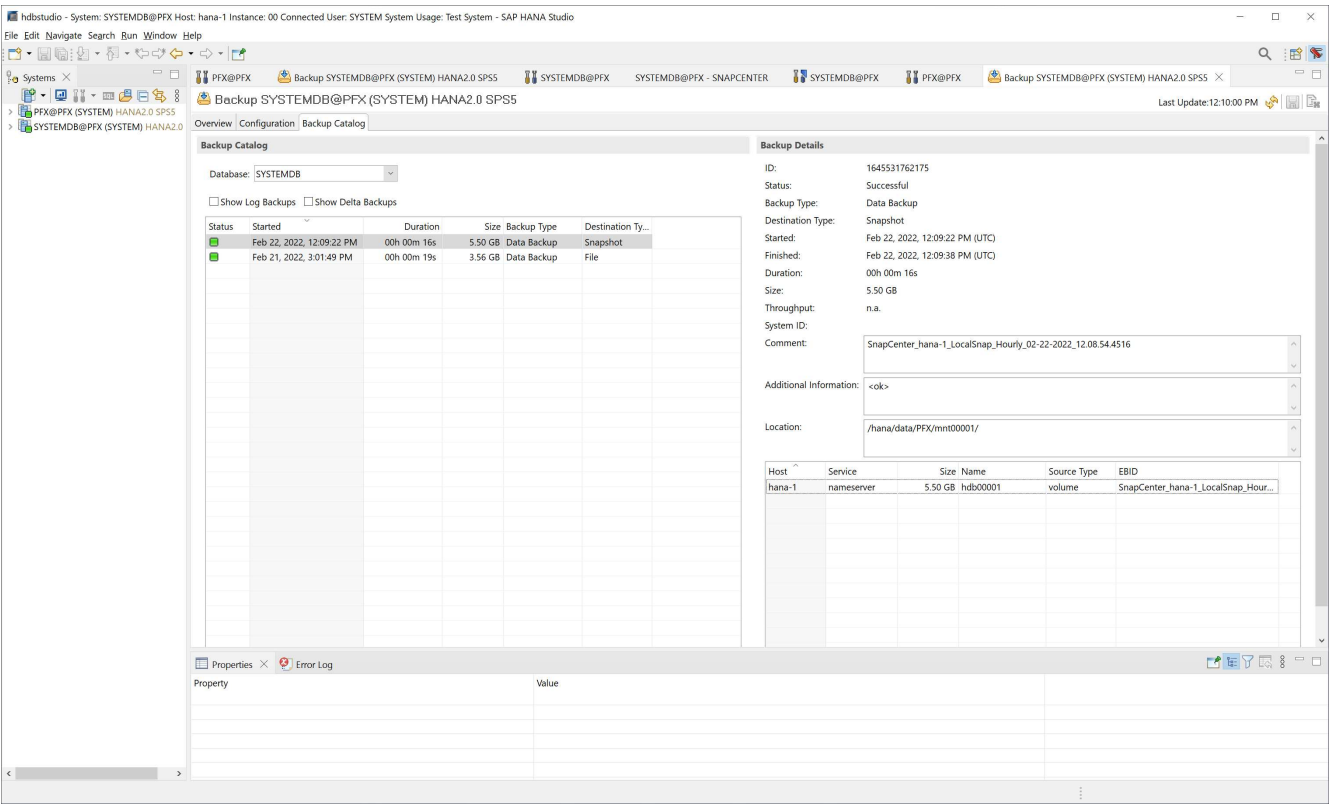 hdbstudio - System: SYSTEMDB@PFX Host: hana-1 Instance: 00 Connected User: SYSTEM System Usage: Test System - SAP HANA Studio
File Edit Navigate Search Run Window Help
Systems
PFX@PFX (SYSTEM) HANA2.0 SPS5
SYSTEMDB@PFX (SYSTEM) HANA2.0
PFX@PFX Backup SYSTEMDB@PFX (SYSTEM) HANA2.0 SPS5 SYSTEMDB@PFX SYSTEMDB@PFX - SNAPCENTER SYSTEMDB@PFX PFX@PFX Backup SYSTEMDB@PFX (SYSTEM) HANA2.0 SPS5
Backup SYSTEMDB@PFX (SYSTEM) HANA2.0 SPS5
Last Update:12:10:00 PM
Overview Configuration Backup Catalog
Backup Catalog
Database: SYSTEMDB
Show Log Backups Show Delta Backups
Status Started Duration Size Backup Type Destination Ty...
Feb 22, 2022, 12:09:22 PM 00h 00m 16s 5.50 GB Data Backup Snapshot
Feb 21, 2022, 3:01:49 PM 00h 00m 19s 3.56 GB Data Backup File
Backup Details
ID: 1645531762175
Status: Successful
Backup Type: Data Backup
Destination Type: Snapshot
Started: Feb 22, 2022, 12:09:22 PM (UTC)
Finished: Feb 22, 2022, 12:09:38 PM (UTC)
Duration: 00h 00m 16s
Size: 5.50 GB
Throughput: n.a.
System ID:
Comment: SnapCenter_hana-1_LocalSnap_Hourly_02-22-2022_12.08.54.4516
Additional Information: <ok>
Location: /hana/data/PFX/mnt00001/
Host Service Size Name Source Type EBID
hana-1 nameserver 5.50 GB hdb00001 volume SnapCenter_hana-1_LocalSnap_Hour...
Properties Error Log
Property Value